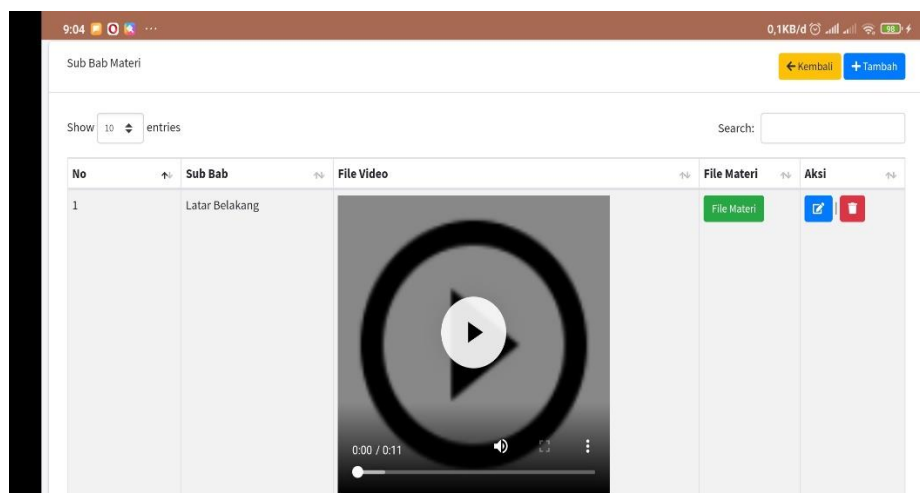 9:04 ... 0,1KB/d 98
Sub Bab Materi
Kembali Tambah
Show 10 entries Search:
No Sub Bab File Video File Materi Aksi
1 Latar Belakang File Materi |
0:00 / 0:11